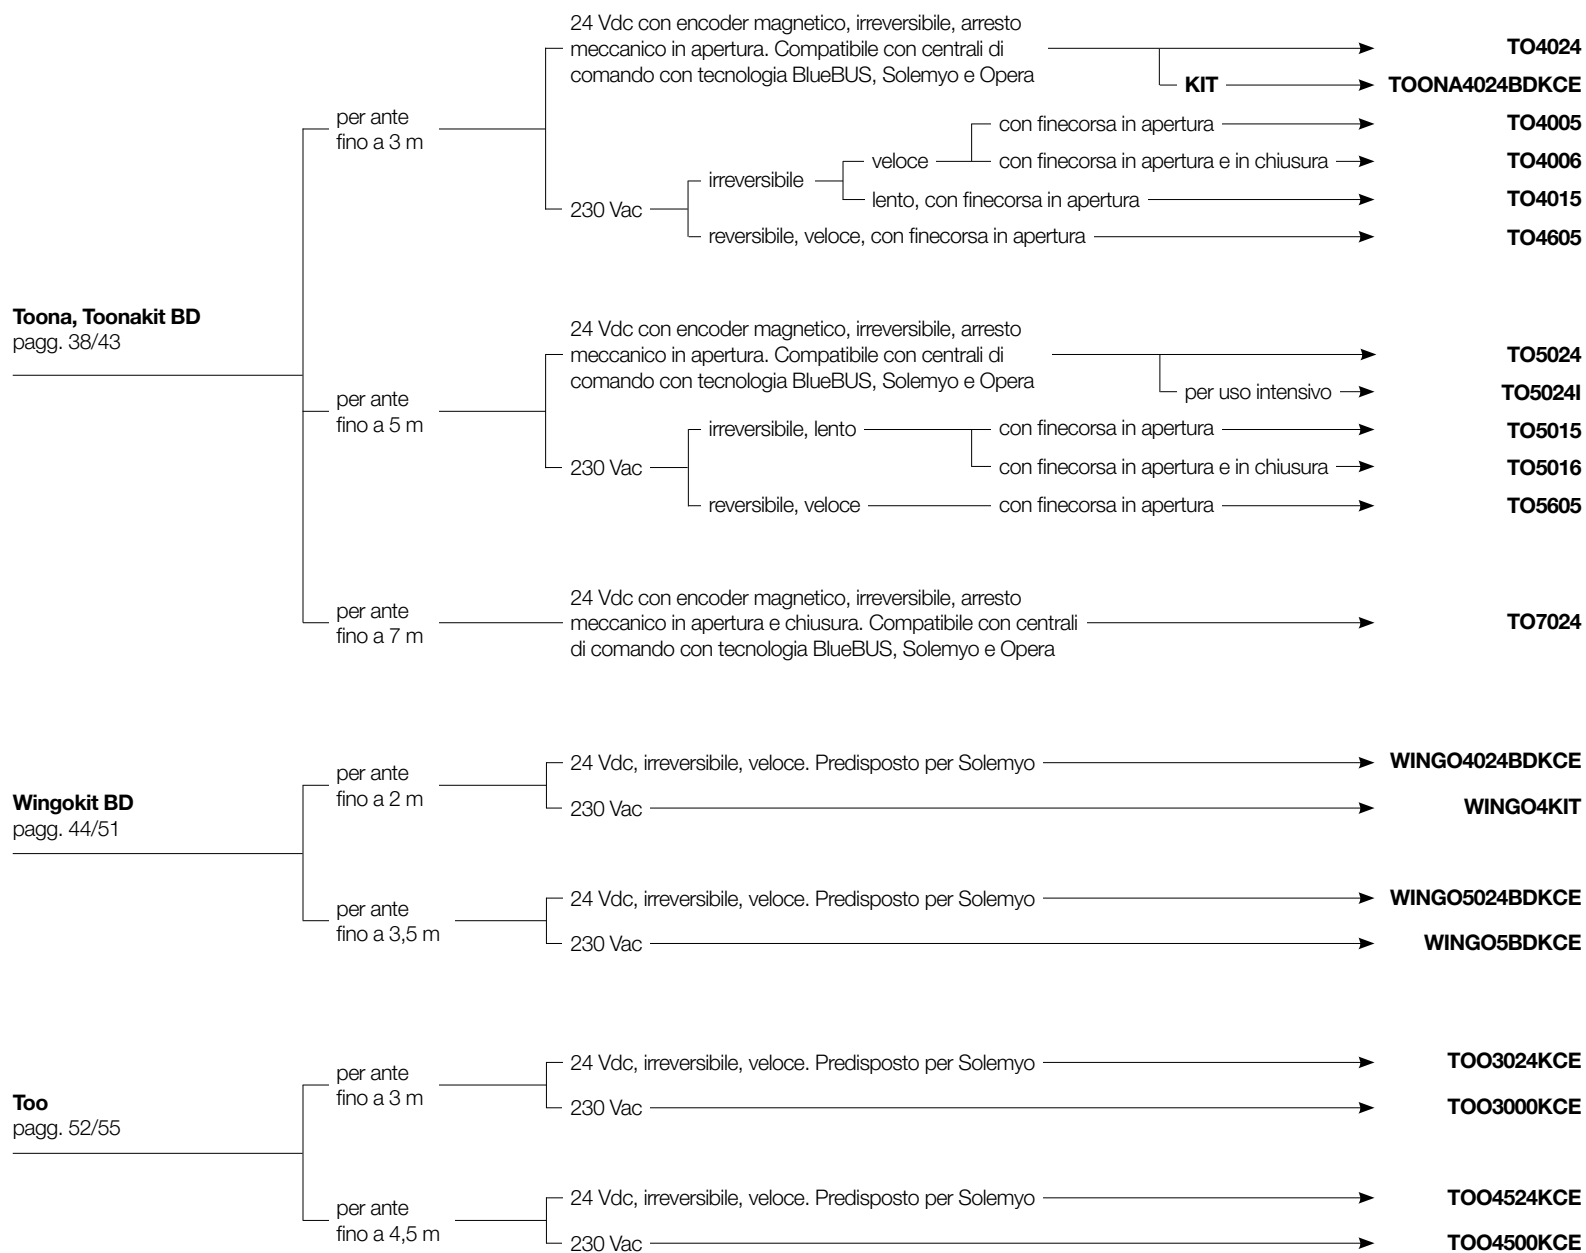 Toona, Toonakit BD
pagg. 38/43
per ante
fino a 3 m
24 Vdc con encoder magnetico, irreversibile, arresto
meccanico in apertura. Compatibile con centrali di
comando con tecnologia BlueBUS, Solemyo e Opera
TO4024
KIT
TOONA4024BDKCE
230 Vac
irreversibile
veloce
con finecorsa in apertura
TO4005
con finecorsa in apertura e in chiusura
TO4006
lento, con finecorsa in apertura
TO4015
reversibile, veloce, con finecorsa in apertura
TO4605
per ante
fino a 5 m
24 Vdc con encoder magnetico, irreversibile, arresto
meccanico in apertura. Compatibile con centrali di
comando con tecnologia BlueBUS, Solemyo e Opera
TO5024
per uso intensivo
TO5024I
230 Vac
irreversibile, lento
con finecorsa in apertura
TO5015
con finecorsa in apertura e in chiusura
TO5016
reversibile, veloce
con finecorsa in apertura
TO5605
per ante
fino a 7 m
24 Vdc con encoder magnetico, irreversibile, arresto
meccanico in apertura e chiusura. Compatibile con centrali
di comando con tecnologia BlueBUS, Solemyo e Opera
TO7024
Wingokit BD
pagg. 44/51
per ante
fino a 2 m
24 Vdc, irreversibile, veloce. Predisposto per Solemyo
WINGO4024BDKCE
230 Vac
WINGO4KIT
per ante
fino a 3,5 m
24 Vdc, irreversibile, veloce. Predisposto per Solemyo
WINGO5024BDKCE
230 Vac
WINGO5BDKCE
Too
pagg. 52/55
per ante
fino a 3 m
24 Vdc, irreversibile, veloce. Predisposto per Solemyo
TOO3024KCE
230 Vac
TOO3000KCE
per ante
fino a 4,5 m
24 Vdc, irreversibile, veloce. Predisposto per Solemyo
TOO4524KCE
230 Vac
TOO4500KCE